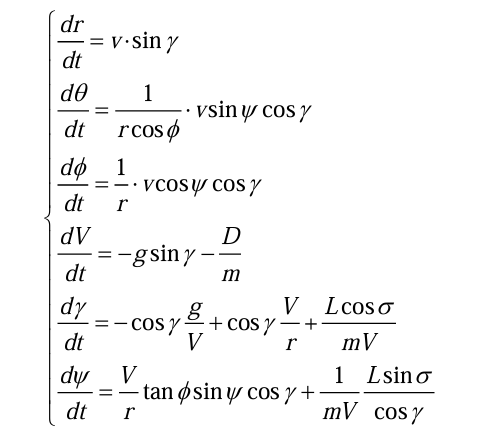 dr/dt = v·sin γ
dθ/dt = 1/(r cos ϕ) · v sin ψ cos γ
dϕ/dt = 1/r · v cos ψ cos γ
dV/dt = −g sin γ − D/m
dγ/dt = −cos γ g/V + cos γ V/r + (L cos σ)/(mV)
dψ/dt = V/r tan ϕ sin ψ cos γ + 1/(mV) (L sin σ)/(cos γ)